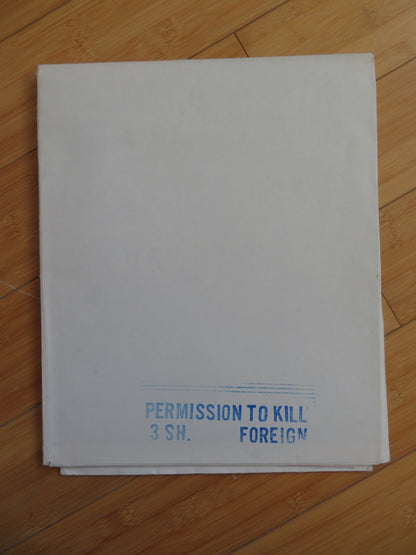 PERMISSION TO KILL
3 SH. FOREIGN